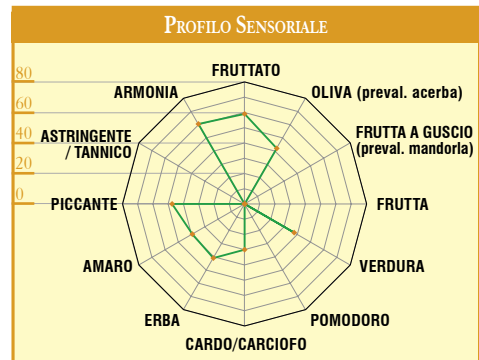 PROFILO SENSORIALE
80
60
40
20
0
FRUTTATO
OLIVA (preval. acerba)
FRUTTA A GUSCIO
(preval. mandorla)
FRUTTA
VERDURA
POMODORO
CARDO/CARCIOFO
ERBA
AMARO
PICCANTE
ASTRINGENTE
/ TANNICO
ARMONIA